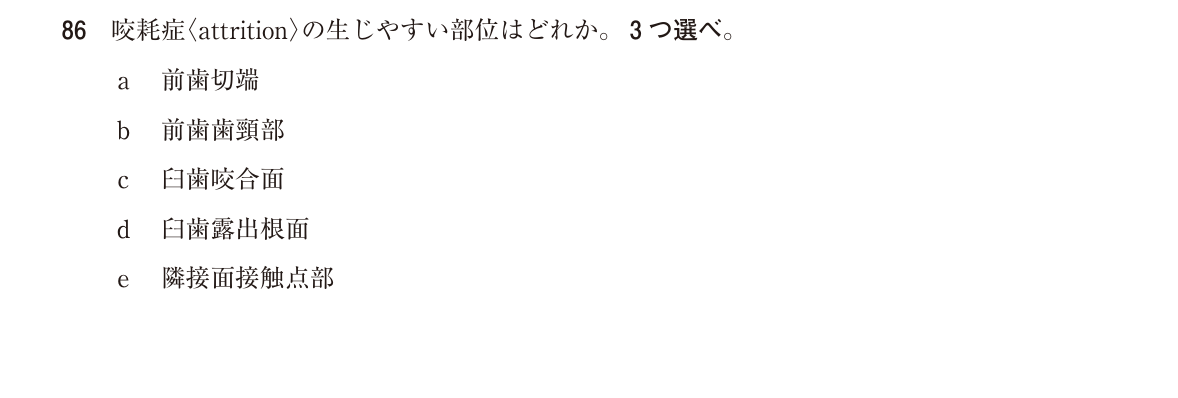 86 咬耗症〈attrition〉の生じやすい部位はどれか。3つ選べ。
a 前歯切端
b 前歯歯頸部
c 臼歯咬合面
d 臼歯露出根面
e 隣接面接触点部